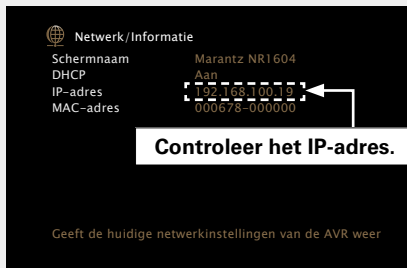 Netwerk/Informatie
Schermnaam Marantz NR1604
DHCP Aan
IP-adres 192.168.100.19
MAC-adres 000678-000000
Controleer het IP-adres.
Geeft de huidige netwerkinstellingen van de AVR weer